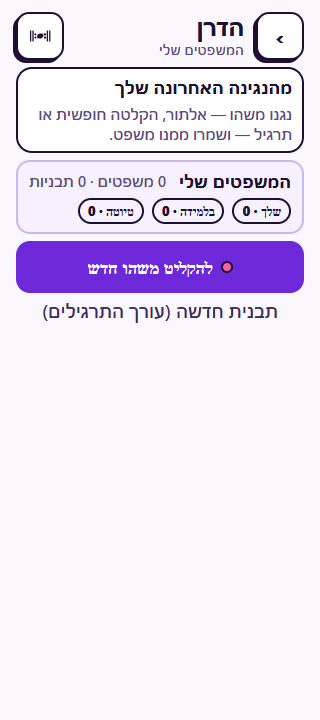 הדרן
המשפטים שלי
מהנגינה האחרונה שלך
נגנו משהו — אלתור, הקלטה חופשית או
תרגיל — ושמרו ממנו משפט.
המשפטים שלי 0 משפטים · 0 תבניות
שלך · 0 בלמידה · 0 טיוטה · 0
להקליט משהו חדש
תבנית חדשה (עורך התרגילים)